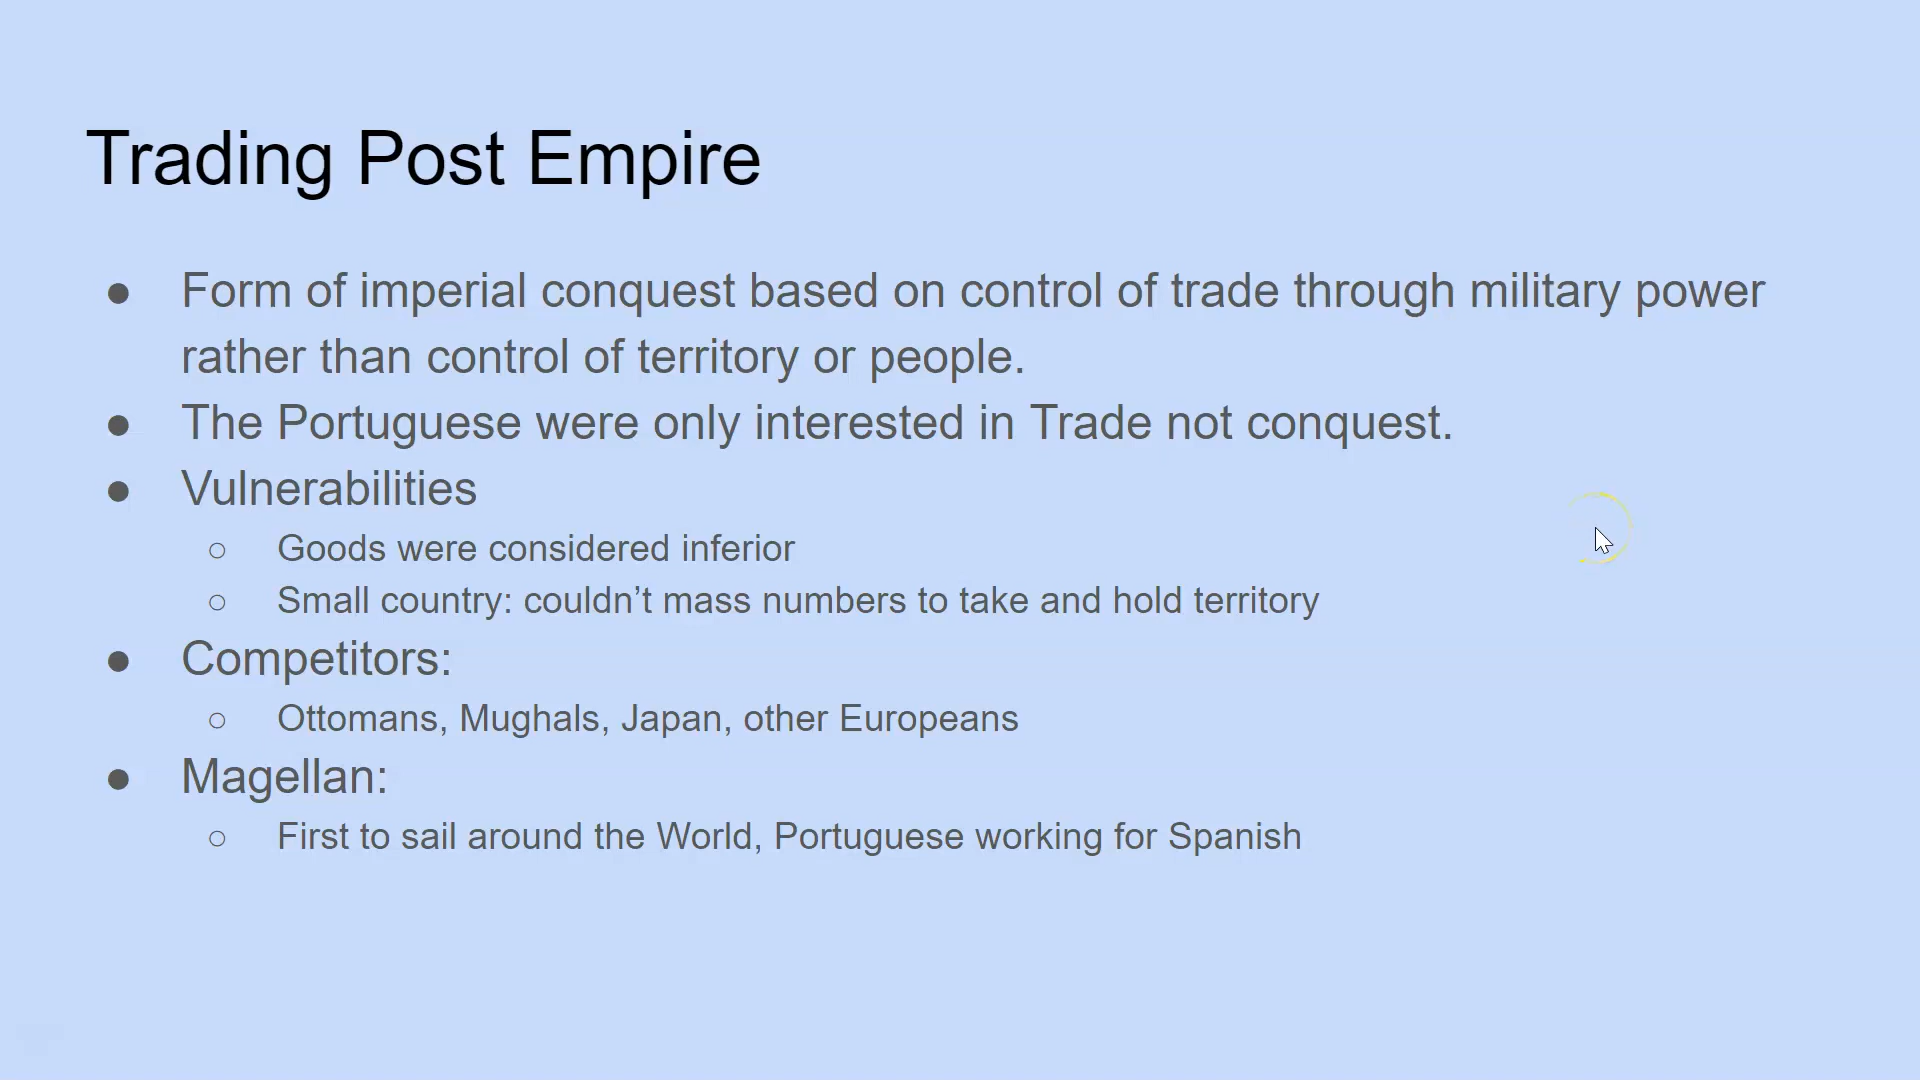 Trading Post Empire
● Form of imperial conquest based on control of trade through military power
rather than control of territory or people.
● The Portuguese were only interested in Trade not conquest.
● Vulnerabilities
○ Goods were considered inferior
○ Small country: couldn’t mass numbers to take and hold territory
● Competitors:
○ Ottomans, Mughals, Japan, other Europeans
● Magellan:
○ First to sail around the World, Portuguese working for Spanish